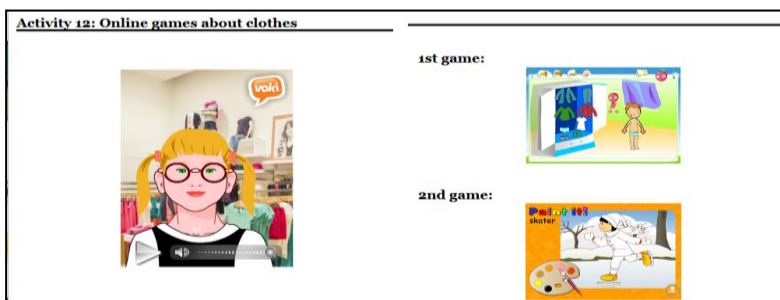 Activity 12: Online games about clothes
voki
1st game:
2nd game:
Paint it!
skater